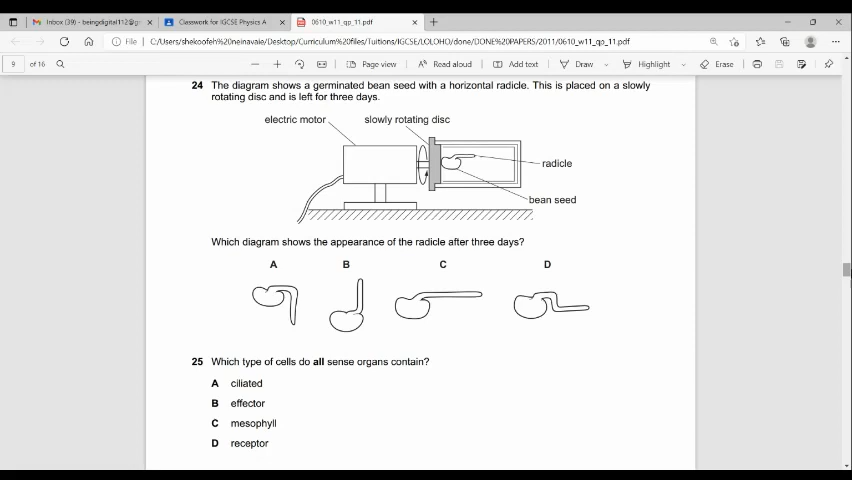 Inbox (39) - beingdigital112@g
Classwork for IGCSE Physics A
0610_w11_qp_11.pdf
File
C:/Users/shekoofeh neinavaie/Desktop/Curriculum%20files/Tuitions/IGCSE/LOLOHO/done/DONE%20PAPERS/2011/0610_w11_qp_11.pdf
9 of 16
Page view
Read aloud
Add text
Draw
Highlight
Erase
24 The diagram shows a germinated bean seed with a horizontal radicle. This is placed on a slowly
rotating disc and is left for three days.
electric motor slowly rotating disc
radicle
bean seed
Which diagram shows the appearance of the radicle after three days?
A B C D
25 Which type of cells do all sense organs contain?
A ciliated
B effector
C mesophyll
D receptor